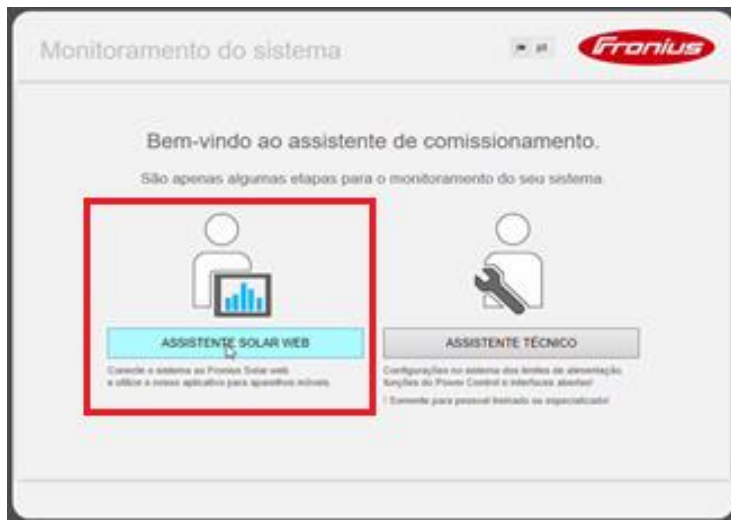 Monitoramento do sistema
Fronius
Bem-vindo ao assistente de comissionamento.
São apenas algumas etapas para o monitoramento do seu sistema.
ASSISTENTE SOLAR WEB
Conecte o sistema ao Fronius Solar web
e utilize o nosso aplicativo para aparelhos móveis.
ASSISTENTE TÉCNICO
Configurações no sistema dos limites de alimentação,
funções do Power Control e interfaces abertas!
! Somente para pessoal treinado ou especializado!